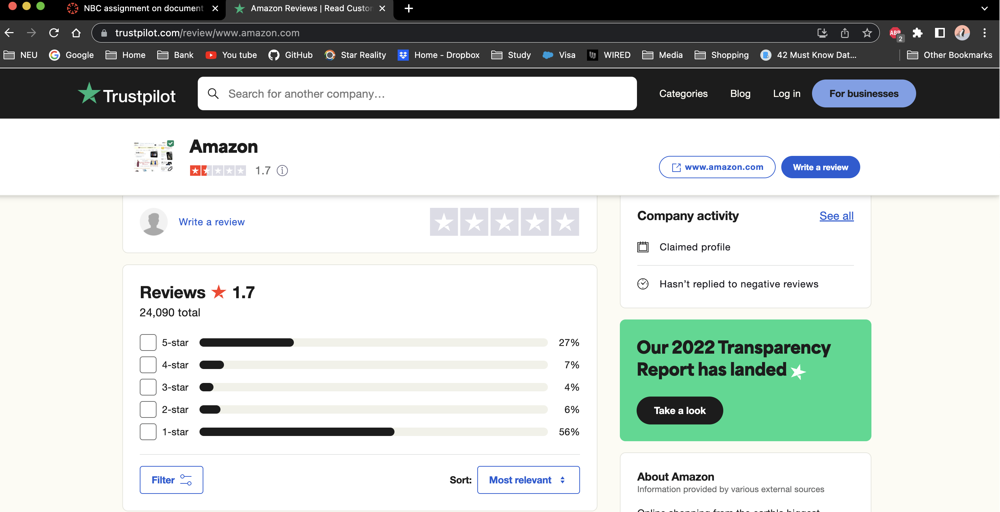 NBC assignment on document
Amazon Reviews | Read Custon
trustpilot.com/review/www.amazon.com
ABP
2
NEU
Google
Home
Bank
You tube
GitHub
Star Reality
Home - Dropbox
Study
Visa
WIRED
Media
Shopping
42 Must Know Dat...
Other Bookmarks
Trustpilot
Search for another company...
Categories
Blog
Log in
For businesses
Amazon
1.7
www.amazon.com
Write a review
Write a review
Company activity
See all
Claimed profile
Hasn't replied to negative reviews
Reviews ★ 1.7
24,090 total
5-star 27%
4-star 7%
3-star 4%
2-star 6%
1-star 56%
Filter
Sort:
Most relevant
Our 2022 Transparency
Report has landed
Take a look
About Amazon
Information provided by various external sources